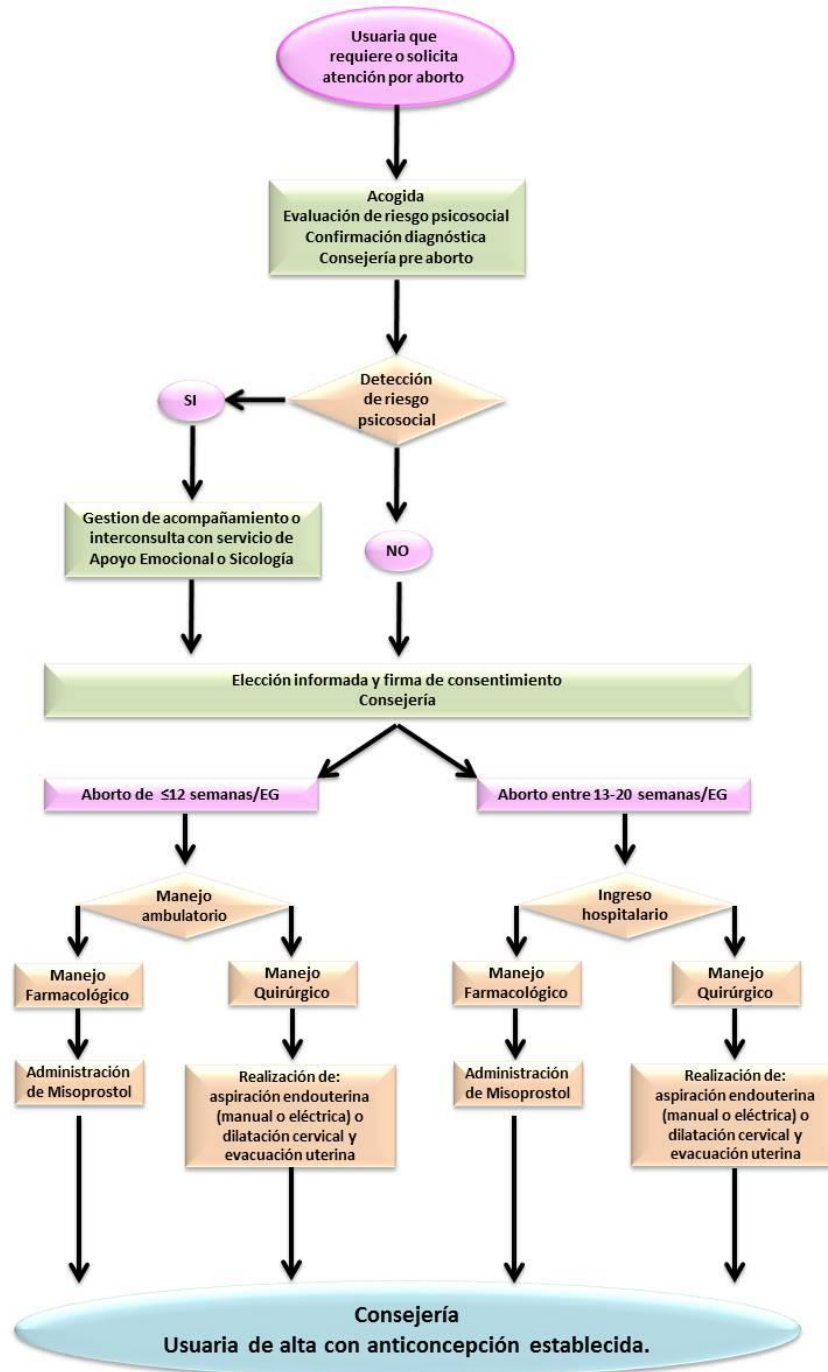 Usuaria que
requiere o solicita
atención por aborto
Acogida
Evaluación de riesgo psicosocial
Confirmación diagnóstica
Consejería pre aborto
Detección
de riesgo
psicosocial
SI
Gestion de acompañamiento o
interconsulta con servicio de
Apoyo Emocional o Sicología
NO
Elección informada y firma de consentimiento
Consejería
Aborto de ≤12 semanas/EG
Aborto entre 13-20 semanas/EG
Manejo
ambulatorio
Ingreso
hospitalario
Manejo
Farmacológico
Manejo
Quirúrgico
Manejo
Farmacológico
Manejo
Quirúrgico
Administración
de Misoprostol
Realización de:
aspiración endouterina
(manual o eléctrica) o
dilatación cervical y
evacuación uterina
Administración
de Misoprostol
Realización de:
aspiración endouterina
(manual o eléctrica) o
dilatación cervical y
evacuación uterina
Consejería
Usuaria de alta con anticoncepción establecida.